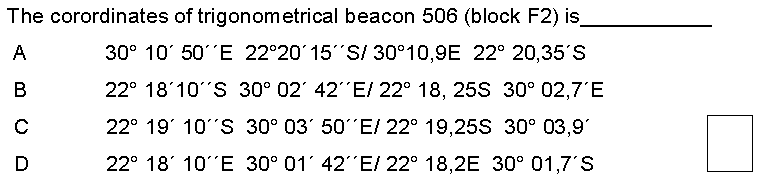 The corordinates of trigonometrical beacon 506 (block F2) is____________
A 30° 10´ 50´´E 22°20´15´´S/ 30°10,9E 22° 20,35´S
B 22° 18´10´´S 30° 02´ 42´´E/ 22° 18, 25S 30° 02,7´E
C 22° 19´ 10´´S 30° 03´ 50´´E/ 22° 19,25S 30° 03,9´
D 22° 18´ 10´´E 30° 01´ 42´´E/ 22° 18,2E 30° 01,7´S